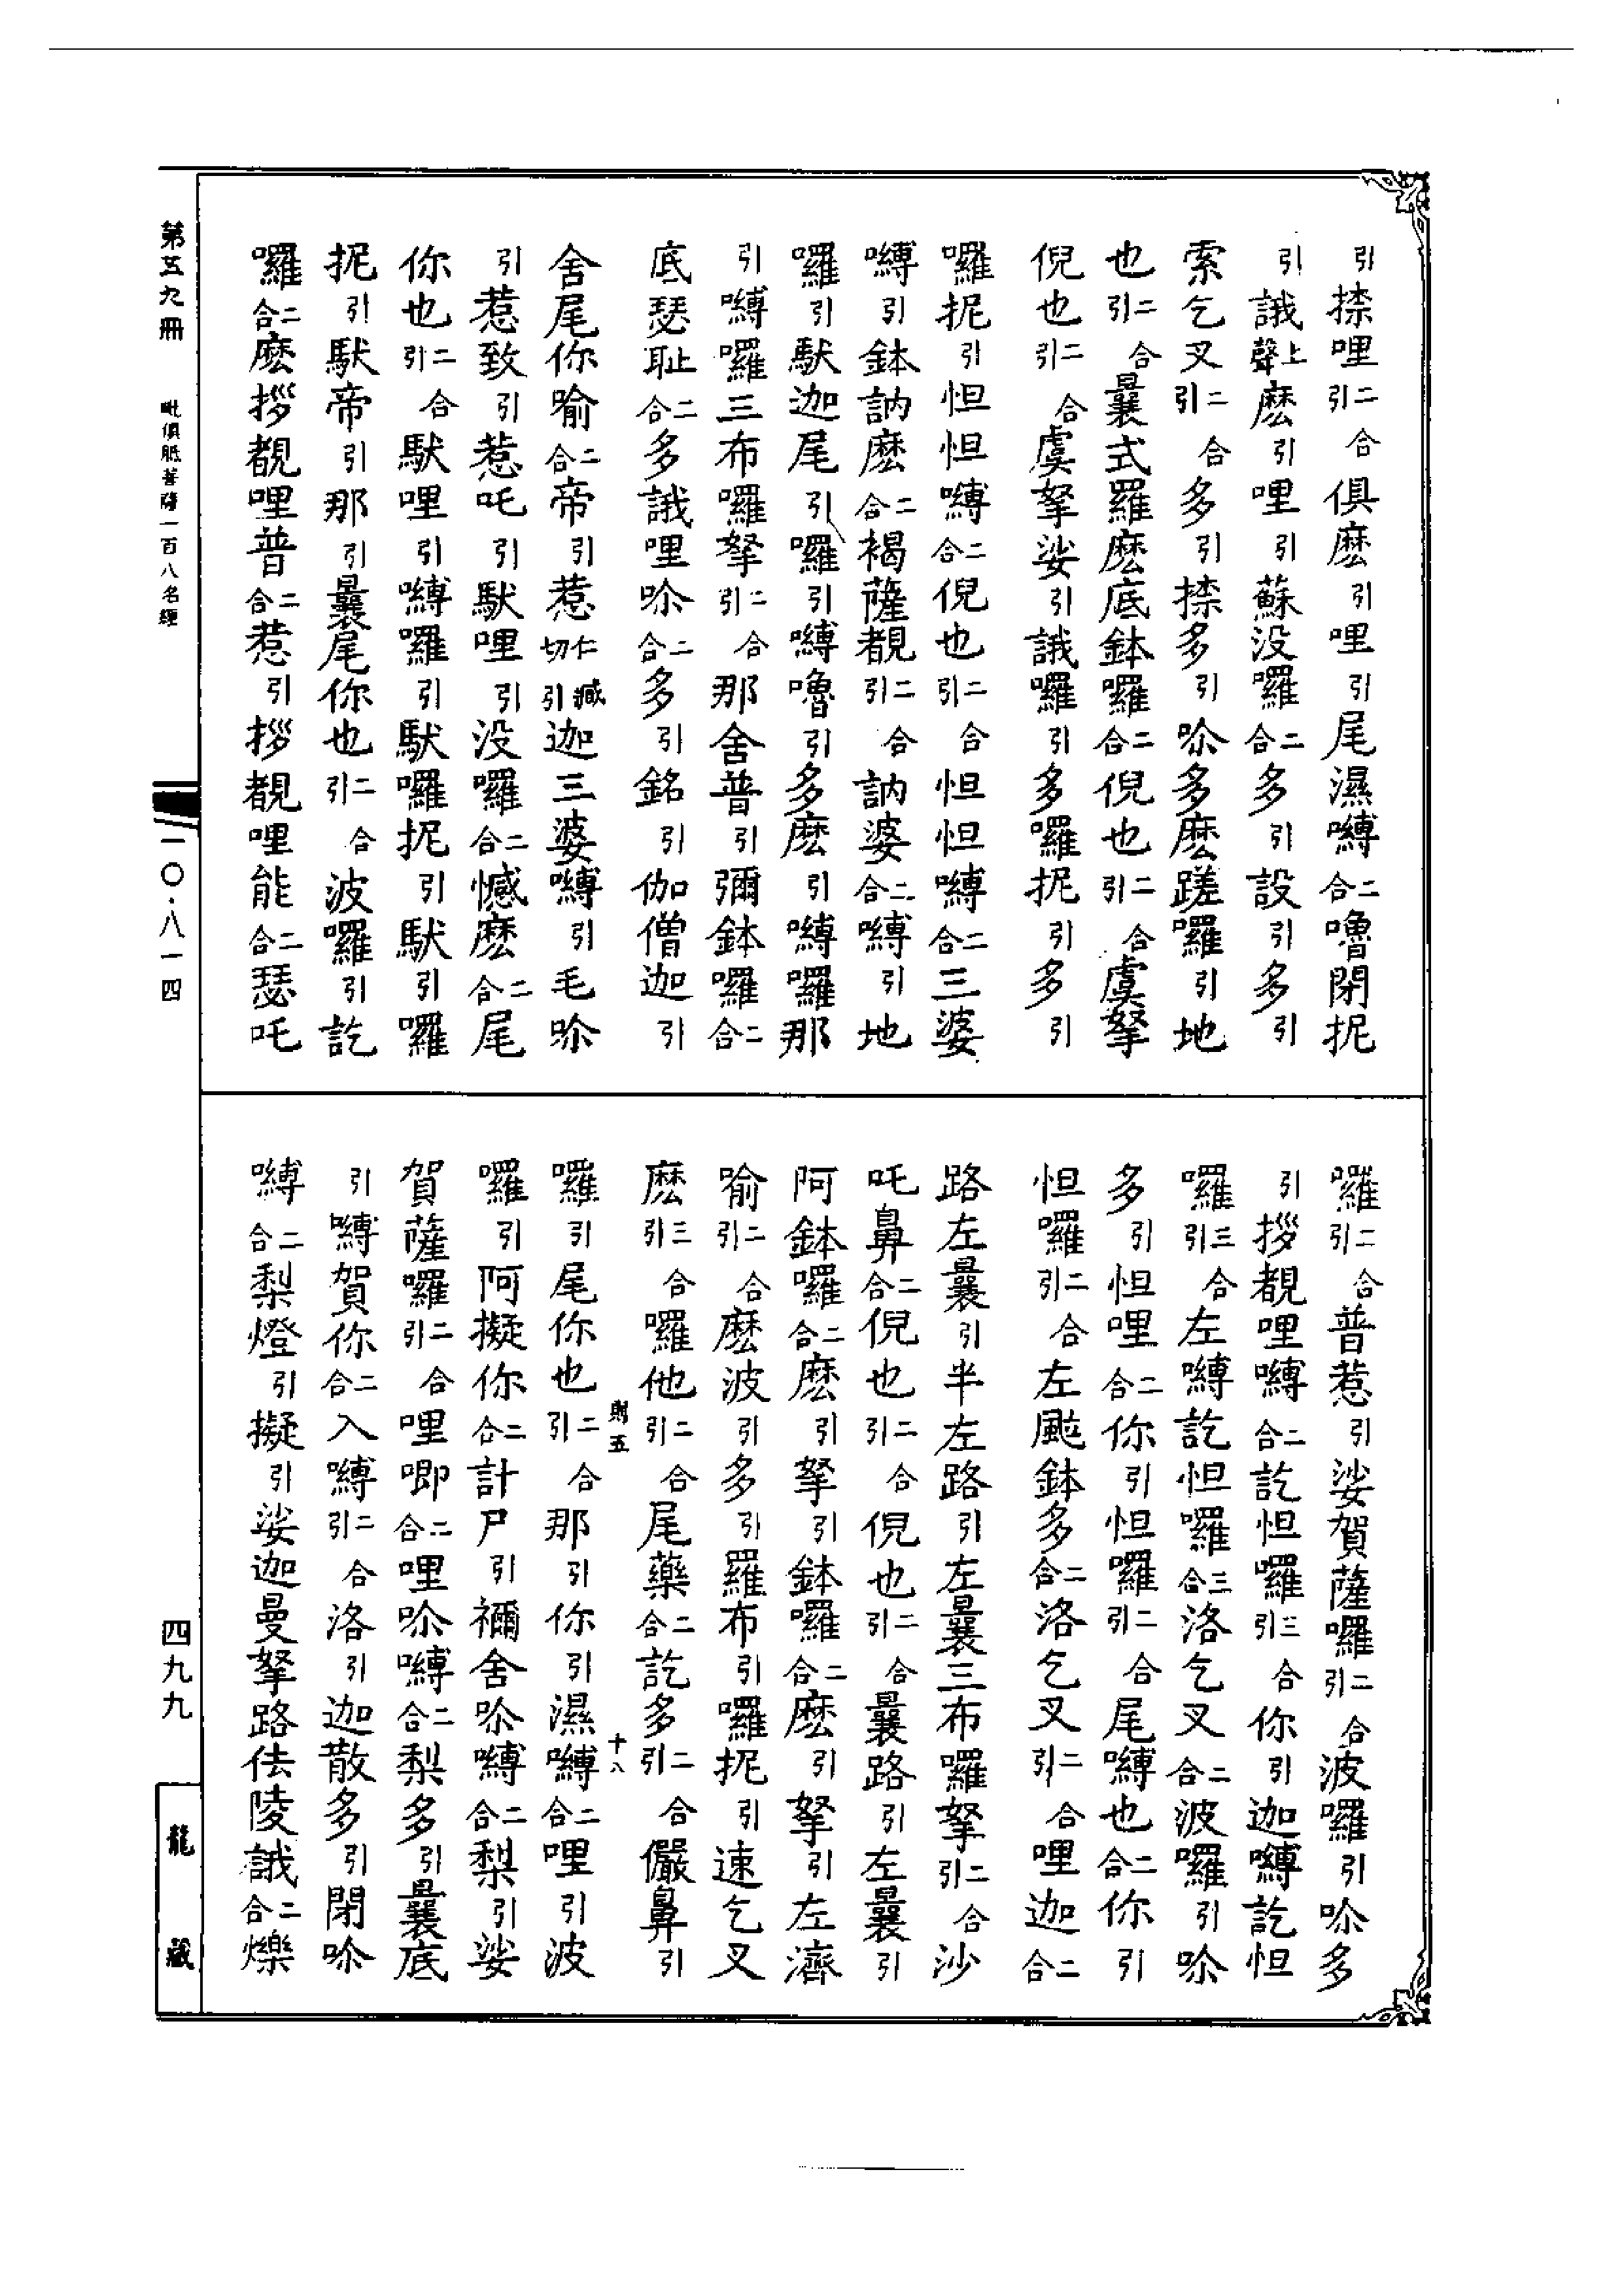 引捺哩二合引俱麽引哩引尾濕嚩二合嚕閉抳
引誐上聲麽引哩引蘇没囉二合多引設引多引
索乞叉二合引多引捺多引吤多麽蹉囉引地
也二合引曩式羅麽底鉢囉二合倪也二合引虞拏
倪也二合引虞拏娑引誐囉引多囉抳引多引
囉抳引怛怛嚩二合倪也二合引怛怛嚩二合三婆
嚩引鉢訥麽二合褐薩覩二合引訥婆二合嚩引地
囉引馱迦尾引囉引嚩嚕引多麽引嚩囉那
引嚩囉三布囉拏二合引那舍普引彌鉢囉二合
底瑟耻二合多誐哩吤二合多引銘引伽僧迦引
舍尾你喻二合帝引惹仁臧切引迦三婆嚩引毛吤
引惹致引惹吒引馱哩引没囉二合憾麽二合尾
你也二合引馱哩引嚩囉引馱囉抳引馱引囉
抳引馱帝引那引曩尾你也二合引波囉引訖
囉二合麽拶覩哩普二合惹引拶覩哩能二合瑟吒
囉二合引普惹引娑賀薩囉二合引波囉引吤多
引拶覩哩嚩二合訖怛囉三合引你引迦嚩訖怛
囉三合引左嚩訖怛囉三合洛乞叉二合波囉引吤
多引怛哩二合你引怛囉二合引尾嚩也二合你引
怛囉二合引左颩鉢多二合洛乞叉二合引哩迦二合
路左曩引半左路引左曩三布囉拏二合引沙
吒鼻二合倪也二合引倪也二合引曩路引左曩引
阿鉢囉二合麽引拏引鉢囉二合麽引拏引左濟
喻二合引麽波引多引羅布引囉抳引速乞叉
麽三合引囉他二合引尾藥二合訖多二合引儼鼻引
囉引尾你也二合引那引你引濕嚩二合哩引波
囉引阿擬你二合計尸引禰舍吤嚩二合梨引娑
賀薩囉二合引哩唧二合哩吤嚩二合梨多引曩底
引嚩賀你二合入嚩二合引洛引迦散多引閉吤
嚩二合梨燈引擬引娑迦曼拏路佉陵誐二合爍
則五
十八
第五九冊
毗俱胝菩薩一百八名經
一〇·八一四
四九九
龍藏